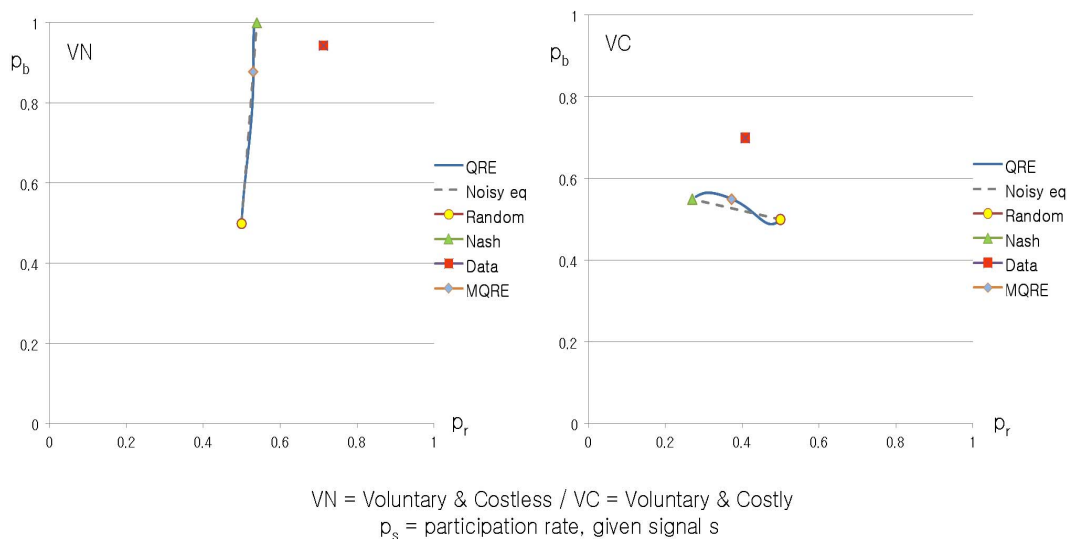 VN
p_b
1
0.8
0.6
0.4
0.2
0
0 0.2 0.4 0.6 0.8 1
p_r
QRE
Noisy eq
Random
Nash
Data
MQRE
VC
p_b
1
0.8
0.6
0.4
0.2
0
0 0.2 0.4 0.6 0.8 1
p_r
QRE
Noisy eq
Random
Nash
Data
MQRE
VN = Voluntary & Costless / VC = Voluntary & Costly
p_s = participation rate, given signal s